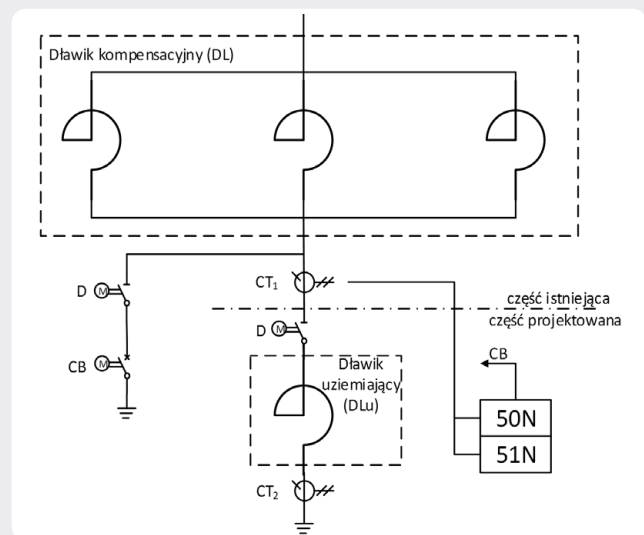 Dławik kompensacyjny (DL)
D M
CT1
część istniejąca
część projektowana
D M
CB M
CB
Dławik
uziemiający
(DLu)
50N
51N
CT2